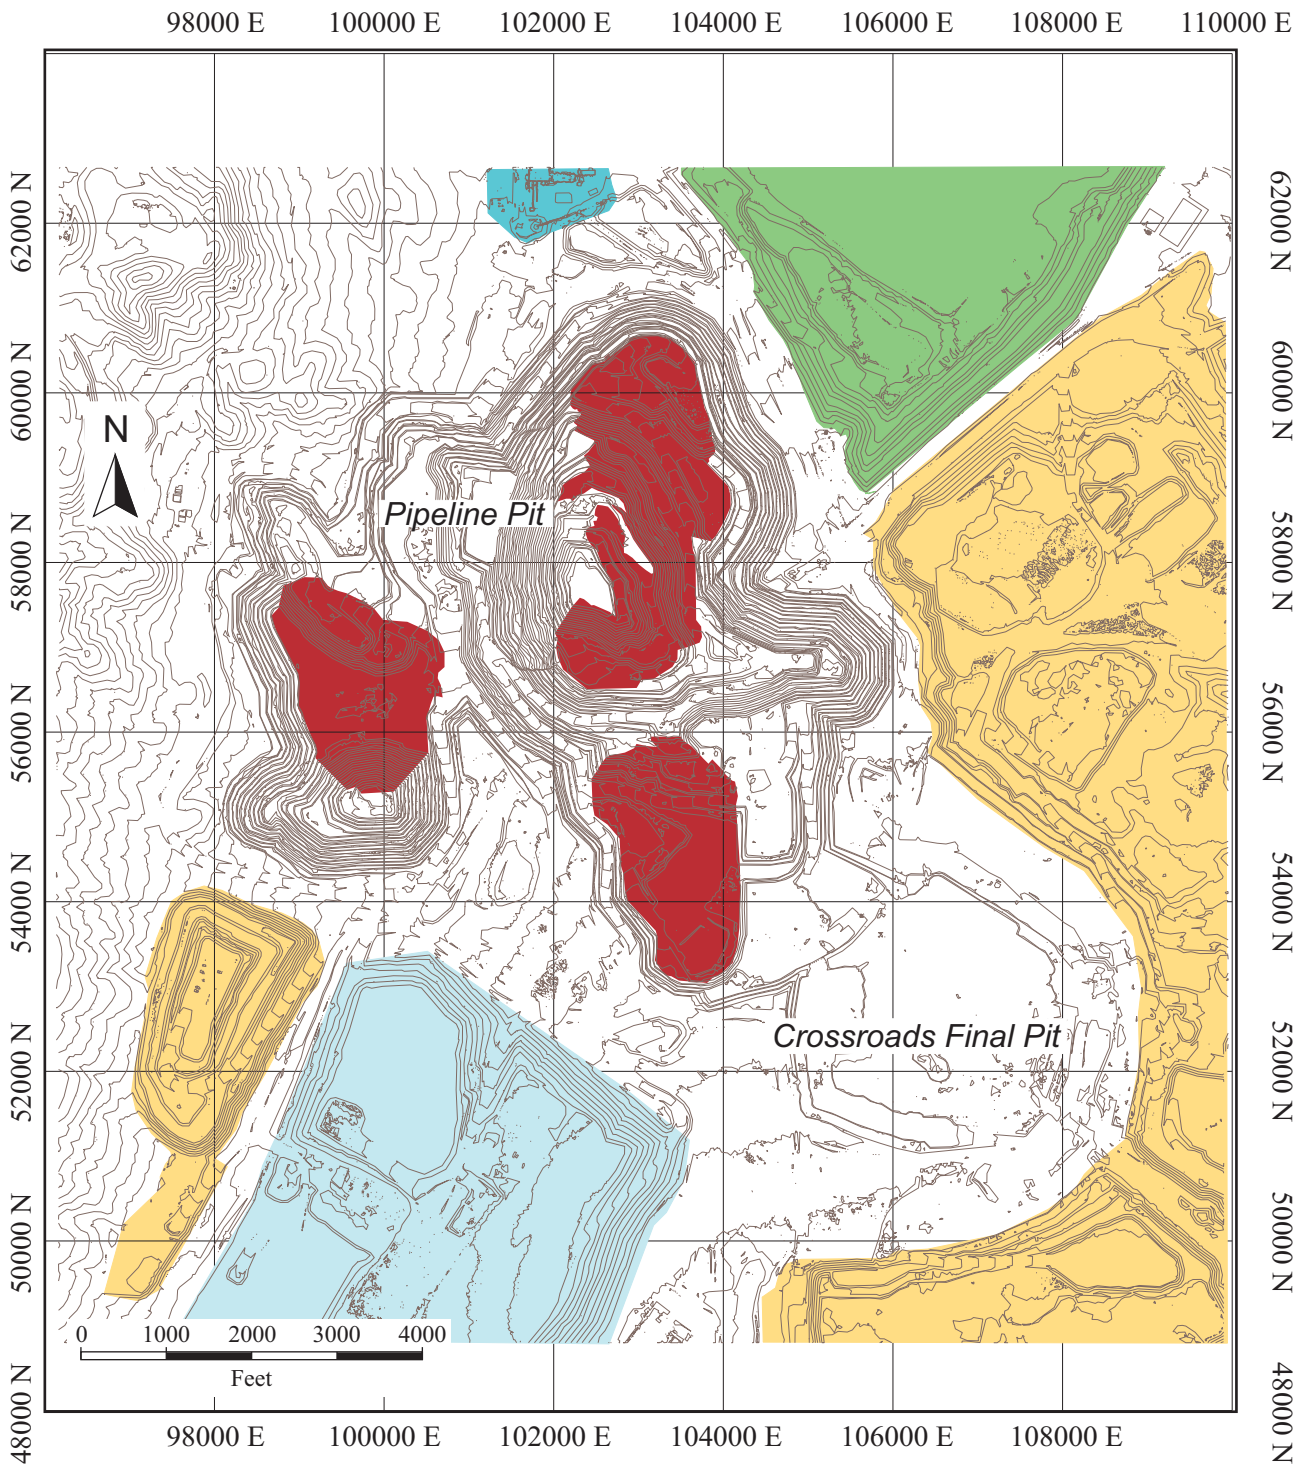 98000 E 100000 E 102000 E 104000 E 106000 E 108000 E 110000 E
62000 N 62000 N
60000 N 60000 N
N
Pipeline Pit
58000 N 58000 N
56000 N 56000 N
54000 N 54000 N
Crossroads Final Pit
52000 N 52000 N
50000 N 50000 N
0 1000 2000 3000 4000
Feet
48000 N 48000 N
98000 E 100000 E 102000 E 104000 E 106000 E 108000 E